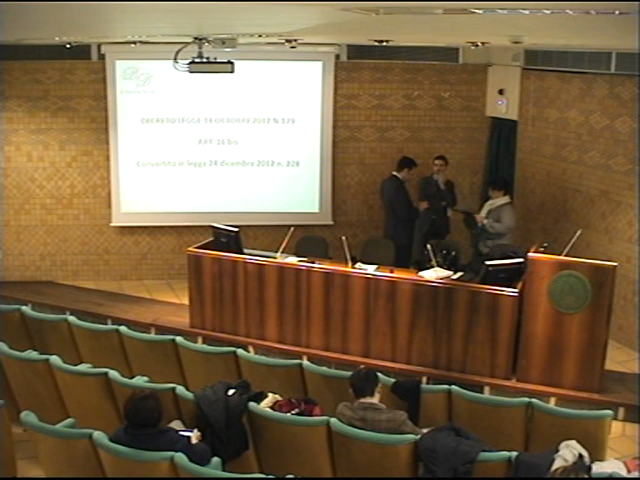 DECRETO LEGGE 18 OTTOBRE 2012 N 179
ART. 16 bis
Convertito in legge 24 dicembre 2012 n. 228